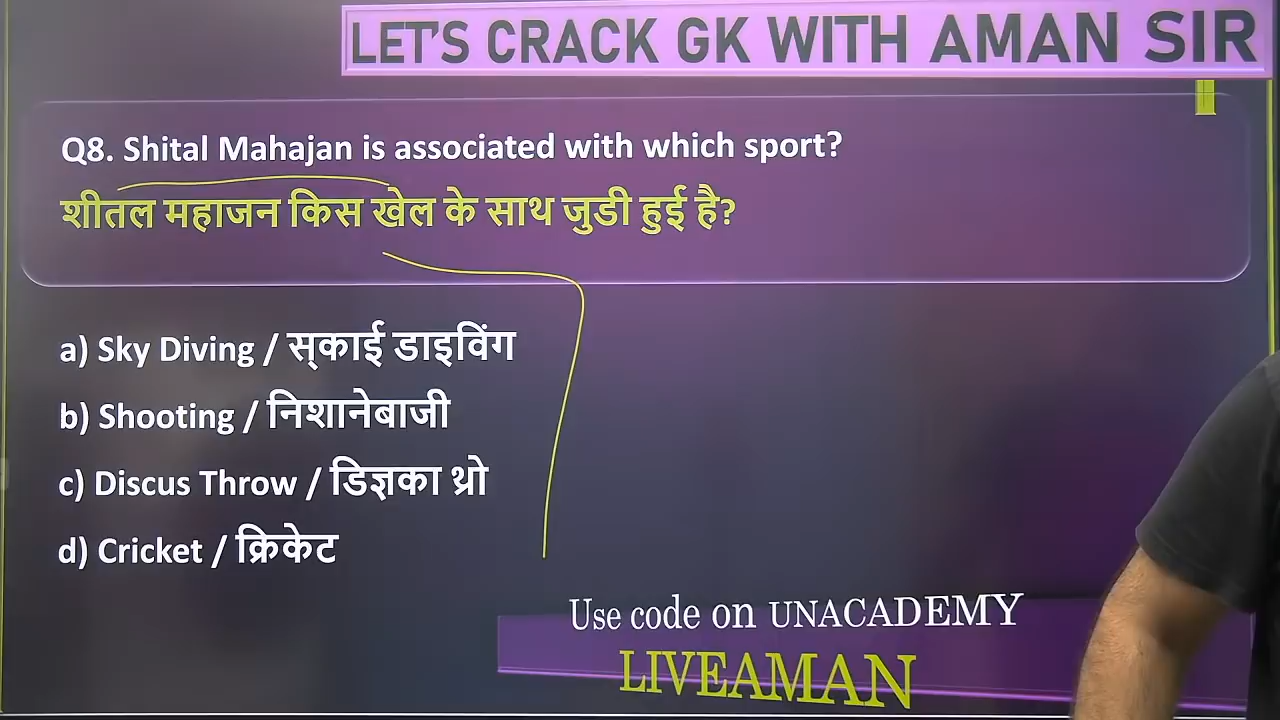 LET'S CRACK GK WITH AMAN SIR
Q8. Shital Mahajan is associated with which sport?
शीतल महाजन किस खेल के साथ जुडी हुई है?
a) Sky Diving / स्काई डाइविंग
b) Shooting / निशानेबाजी
c) Discus Throw / डिज्ञका थ्रो
d) Cricket / क्रिकेट
Use code on UNACADEMY
LIVEAMAN